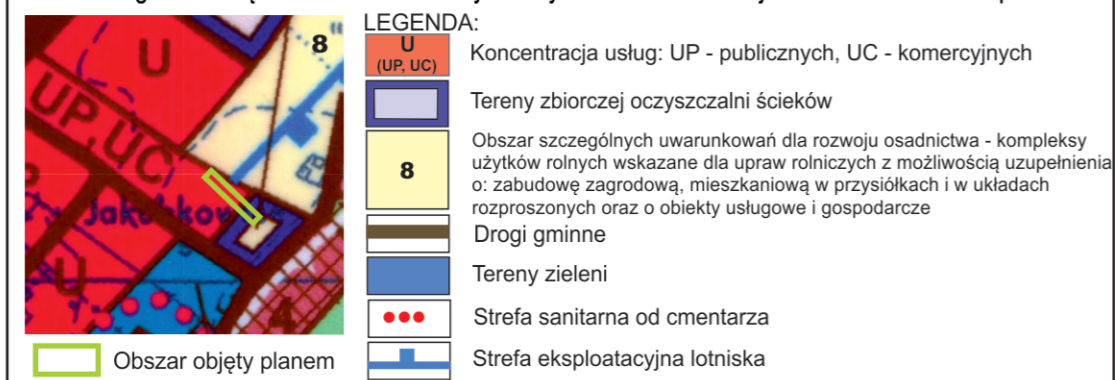 LEGENDA:
U
(UP, UC)
Koncentracja usług: UP - publicznych, UC - komercyjnych
Tereny zbiorczej oczyszczalni ścieków
8
Obszar szczególnych uwarunkowań dla rozwoju osadnictwa - kompleksy
użytków rolnych wskazane dla upraw rolniczych z możliwością uzupełnienia
o: zabudowę zagrodową, mieszkaniową w przysiółkach i w układach
rozproszonych oraz o obiekty usługowe i gospodarcze
Drogi gminne
Tereny zieleni
Strefa sanitarna od cmentarza
Strefa eksploatacyjna lotniska
Obszar objęty planem
8
U
UP,UC
U
4